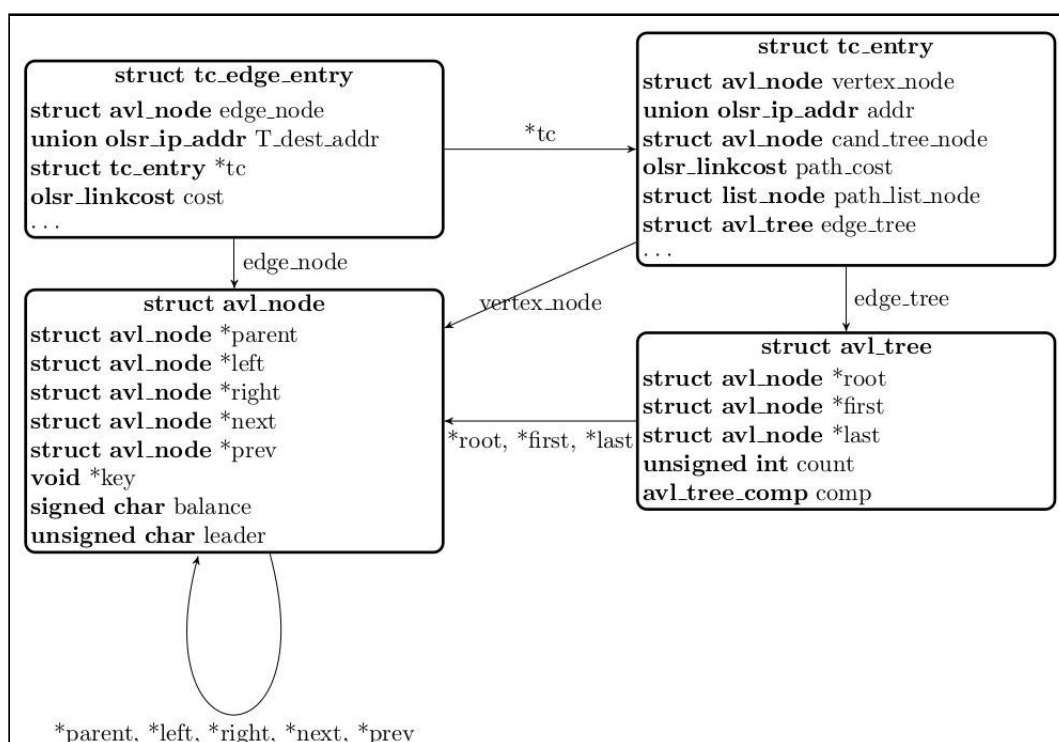 struct tc_edge_entry
struct avl_node edge_node
union olsr_ip_addr T_dest_addr
struct tc_entry *tc
olsr_linkcost cost
. . .
*tc
struct tc_entry
struct avl_node vertex_node
union olsr_ip_addr addr
struct avl_node cand_tree_node
olsr_linkcost path_cost
struct list_node path_list_node
struct avl_tree edge_tree
. . .
edge_node
vertex_node
edge_tree
struct avl_node
struct avl_node *parent
struct avl_node *left
struct avl_node *right
struct avl_node *next
struct avl_node *prev
void *key
signed char balance
unsigned char leader
*root, *first, *last
struct avl_tree
struct avl_node *root
struct avl_node *first
struct avl_node *last
unsigned int count
avl_tree_comp comp
*parent, *left, *right, *next, *prev